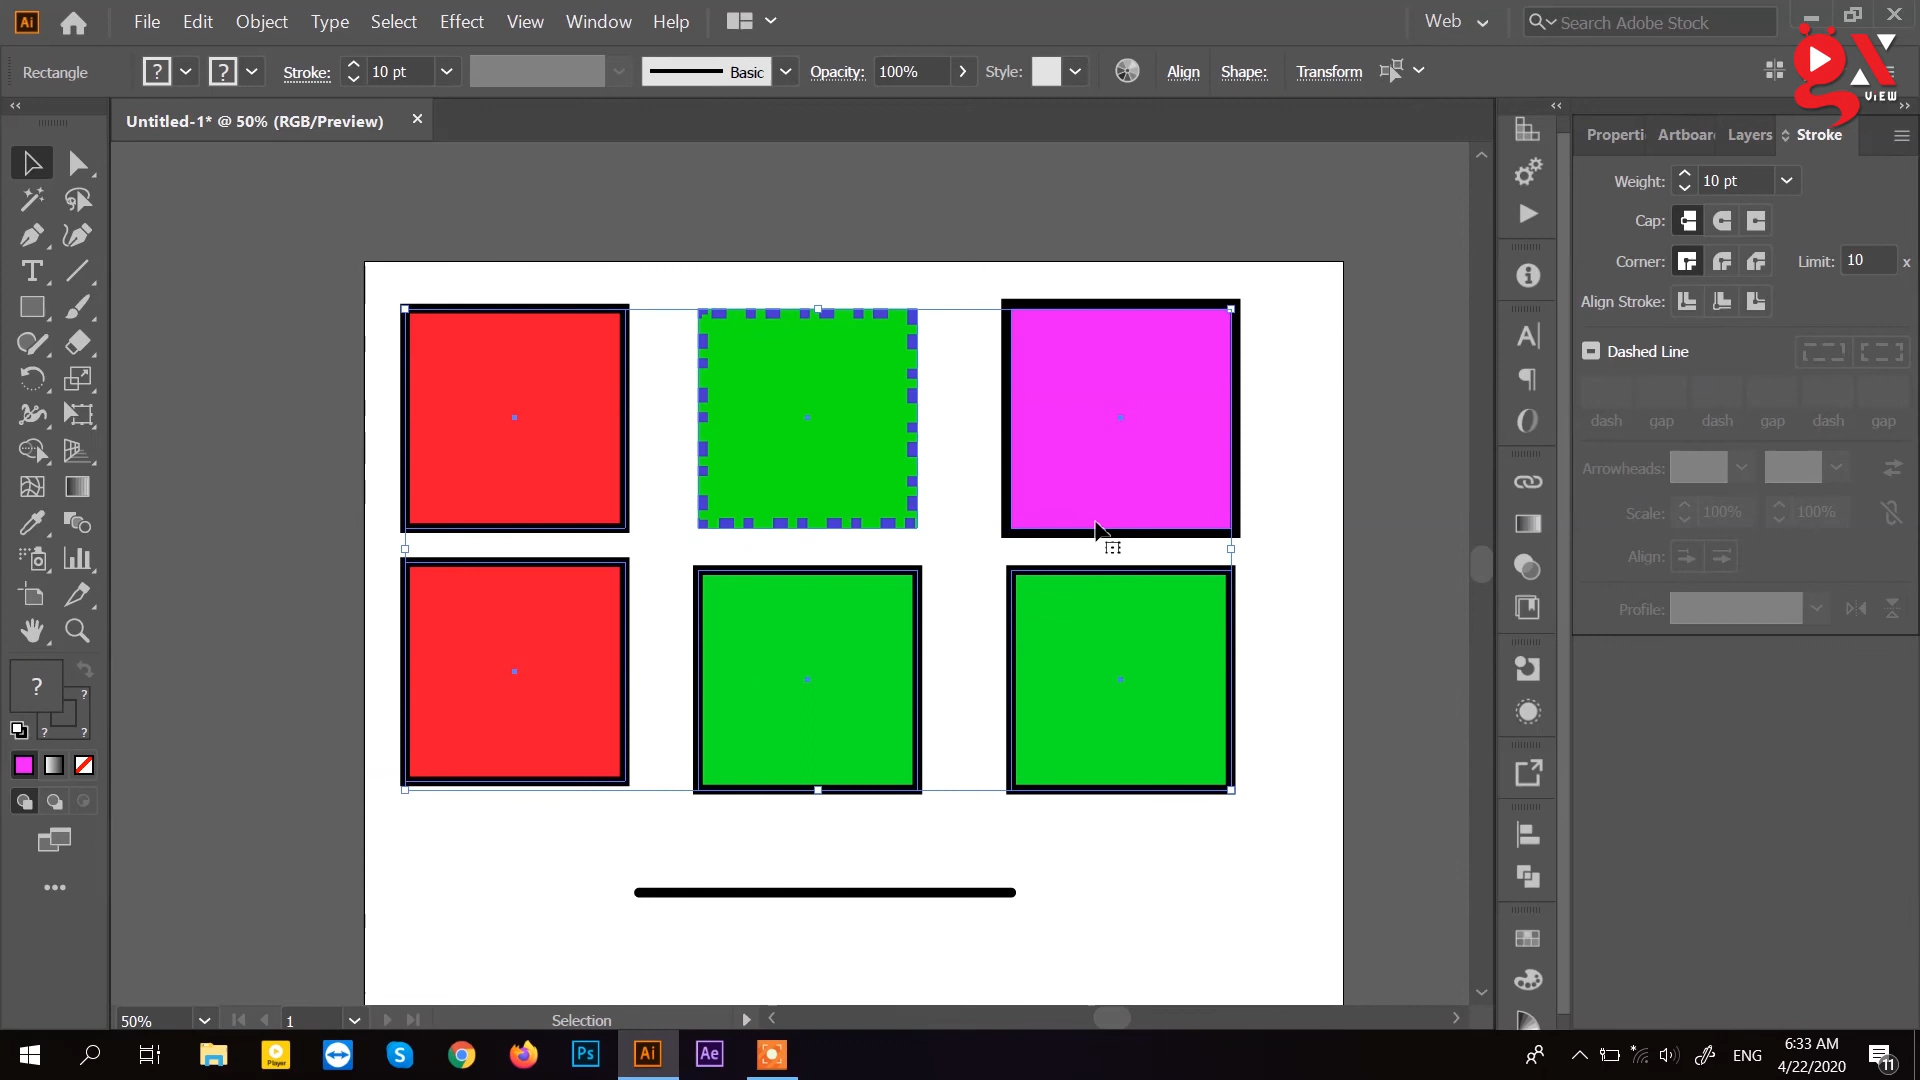 Ai File Edit Object Type Select Effect View Window Help Web Search Adobe Stock
Rectangle ? ? Stroke: 10 pt Basic Opacity: 100% Style: Align Shape: Transform
VIEW
Untitled-1* @ 50% (RGB/Preview)
Properti Artboar Layers Stroke
Weight: 10 pt
Cap:
Corner: Limit: 10 x
Align Stroke:
Dashed Line
dash gap dash gap dash gap
Arrowheads:
Scale: 100% 100%
Align:
Profile:
?
?
? ?
50% 1 Selection
Player Ps Ai Ae ENG
6:33 AM
4/22/2020
11